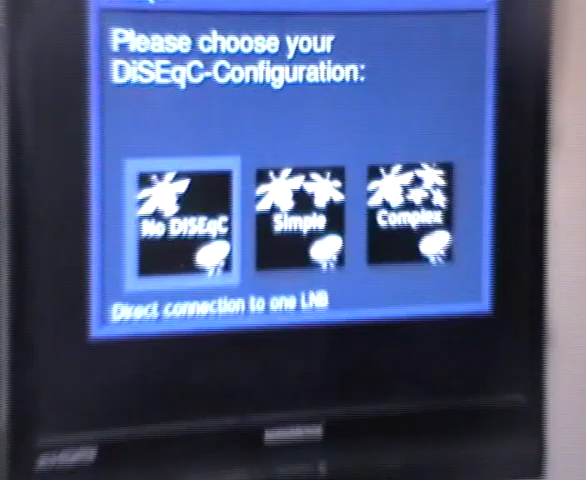 Please choose your
DiSEqC-Configuration:
No DiSEqC
Simple
Complex
Direct connection to one LNB